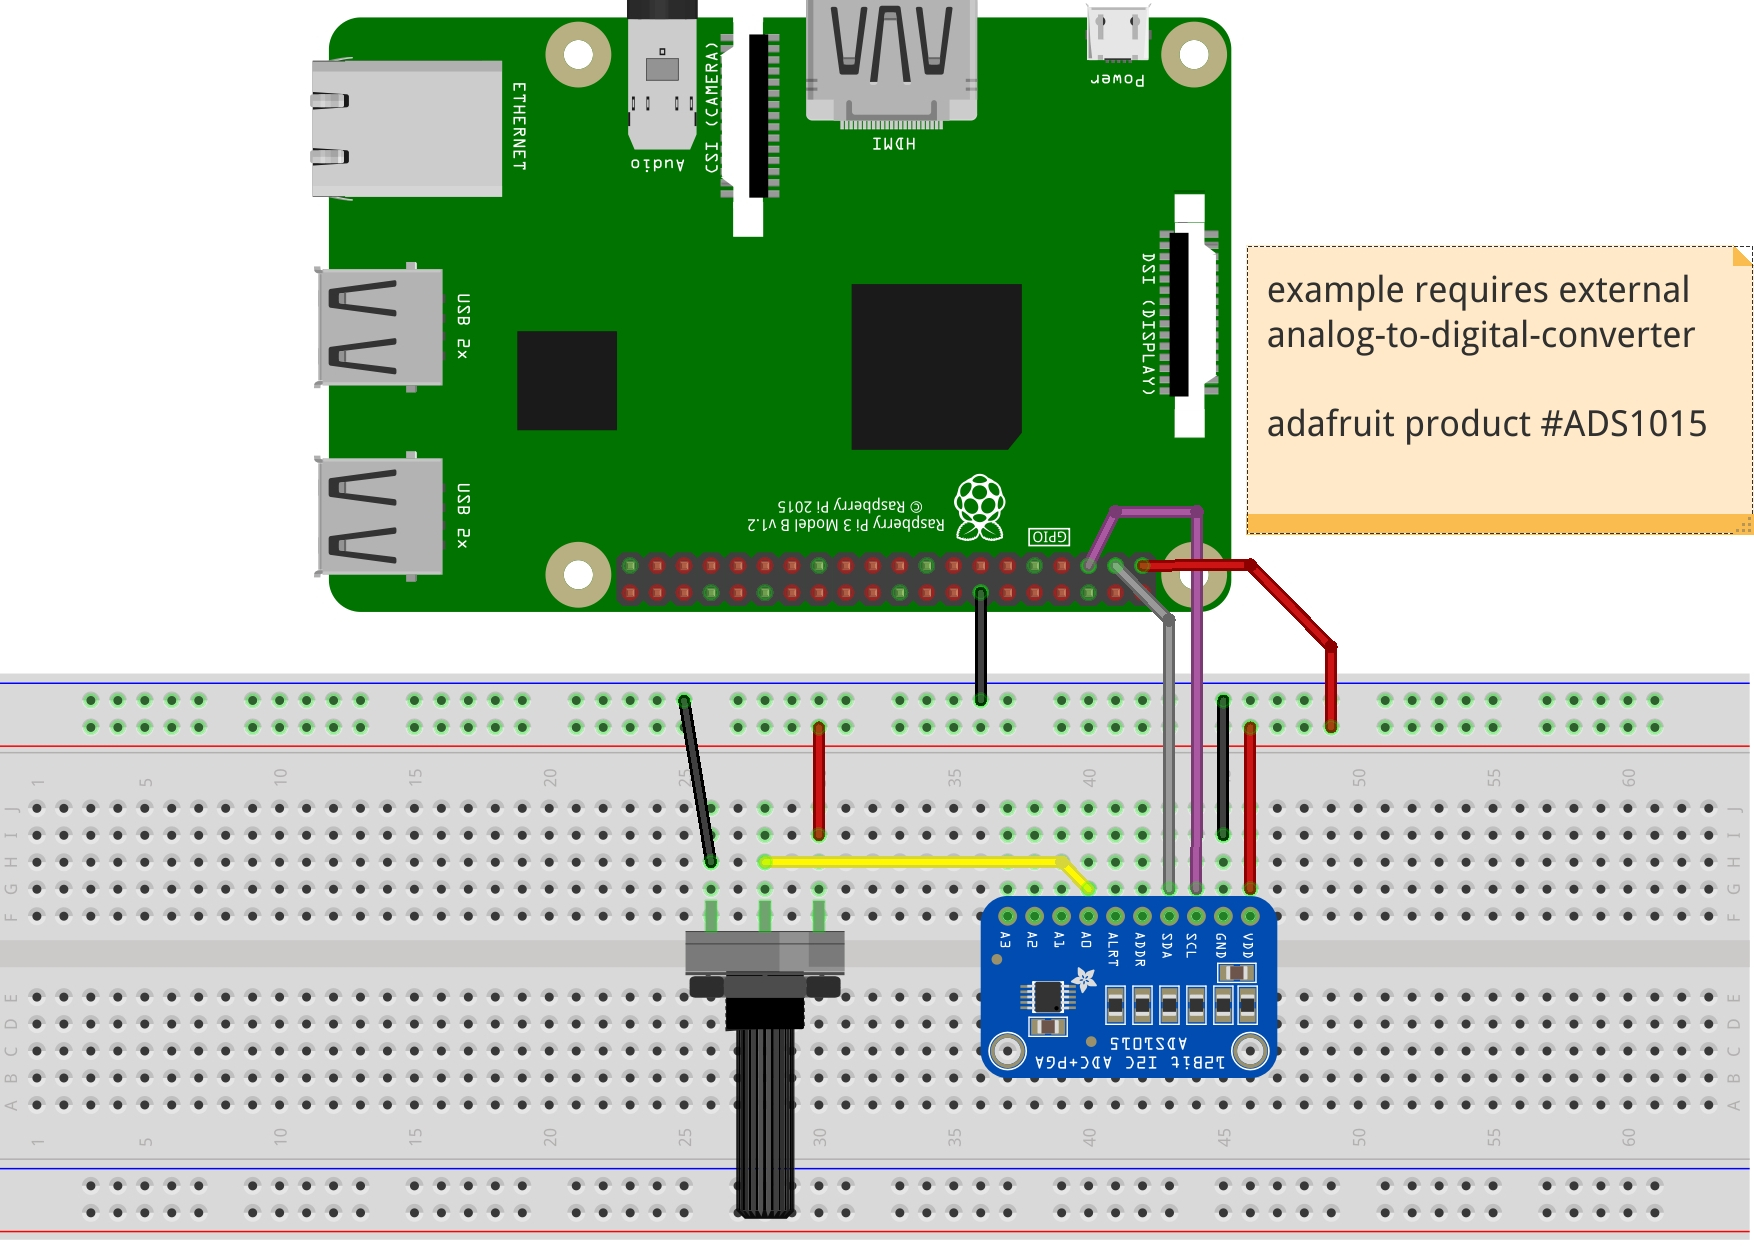 ETHERNET
Audio
CSI (CAMERA)
HDMI
Power
DSI (DISPLAY)
USB 2x
USB 2x
example requires external
analog-to-digital-converter
adafruit product #ADS1015
Raspberry Pi 3 Model B v1.2
© Raspberry Pi 2015
GPIO
1 5 10 15 20 25 35 40 50 55 60
J J
I I
H H
G G
F F
A3 A2 A1 A0 ALRT ADDR SDA SCL GND VDD
ADS1015
12Bit I2C ADC+PGA
E E
D D
C C
B B
A A
1 5 10 15 20 25 30 35 40 45 50 55 60